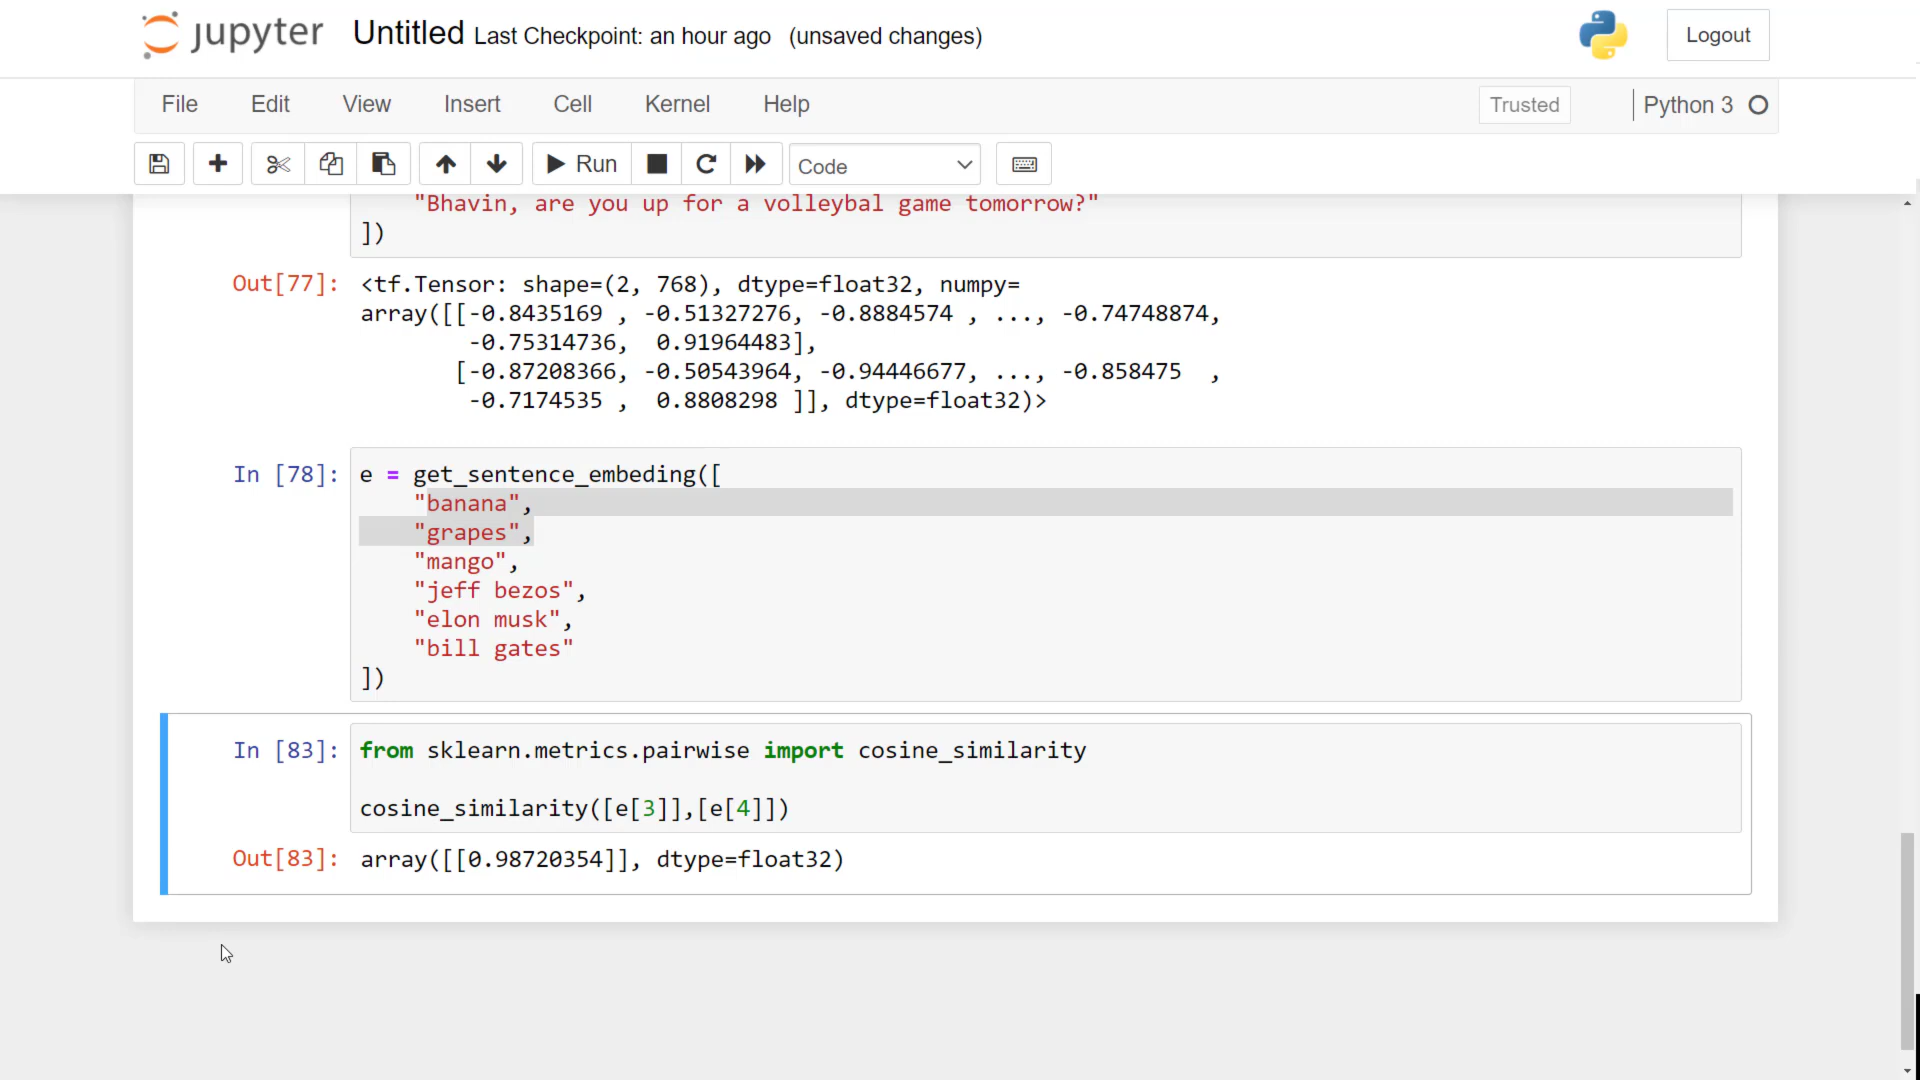 jupyter Untitled Last Checkpoint: an hour ago (unsaved changes) Logout
File Edit View Insert Cell Kernel Help Trusted Python 3
Run Code
"Bhavin, are you up for a volleybal game tomorrow?"
])
Out[77]: <tf.Tensor: shape=(2, 768), dtype=float32, numpy=
array([[-0.8435169 , -0.51327276, -0.8884574 , ..., -0.74748874,
-0.75314736, 0.91964483],
[-0.87208366, -0.50543964, -0.94446677, ..., -0.858475 ,
-0.7174535 , 0.8808298 ]], dtype=float32)>
In [78]: e = get_sentence_embeding([
"banana",
"grapes",
"mango",
"jeff bezos",
"elon musk",
"bill gates"
])
In [83]: from sklearn.metrics.pairwise import cosine_similarity
cosine_similarity([e[3]],[e[4]])
Out[83]: array([[0.98720354]], dtype=float32)